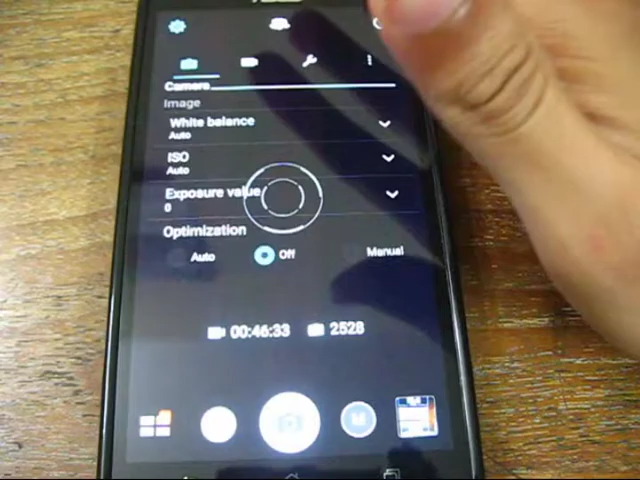 Camera
Image
White balance
Auto
ISO
Auto
Exposure value
0
Optimization
Auto Off Manual
00:46:33 2528
M